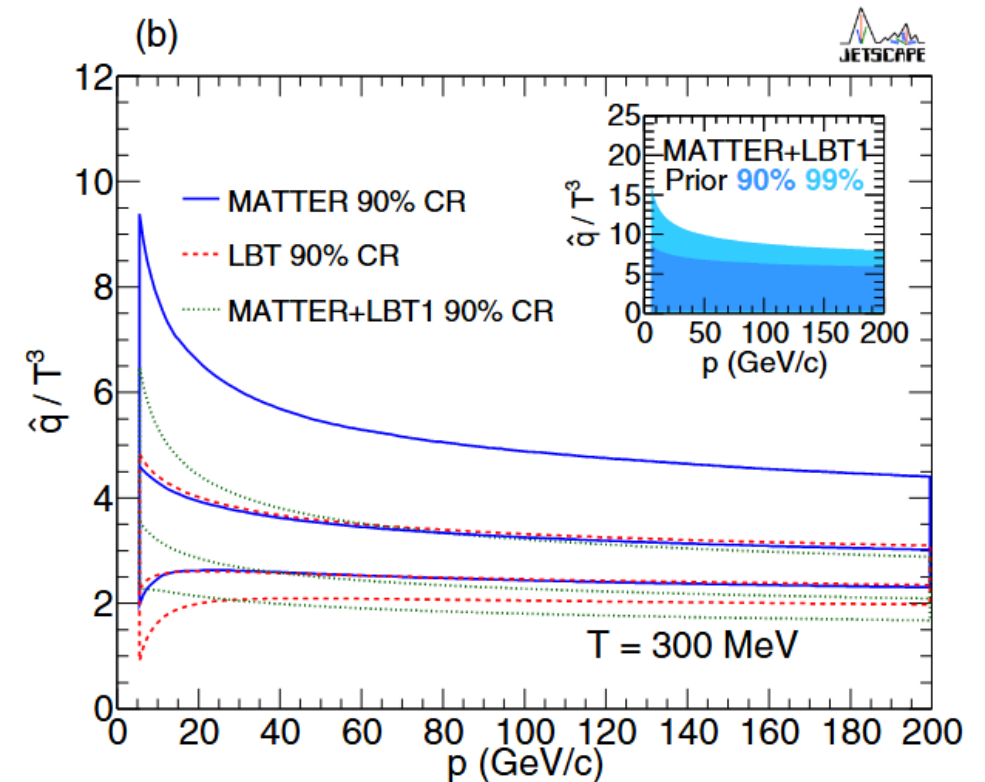 (b)
JETSCAPE
12
10
8
6
4
2
0
q̂ / T³
MATTER 90% CR
LBT 90% CR
MATTER+LBT1 90% CR
25
20
15
10
5
0
q̂ / T³
MATTER+LBT1
Prior 90% 99%
0 50 100 150 200
p (GeV/c)
T = 300 MeV
0 20 40 60 80 100 120 140 160 180 200
p (GeV/c)